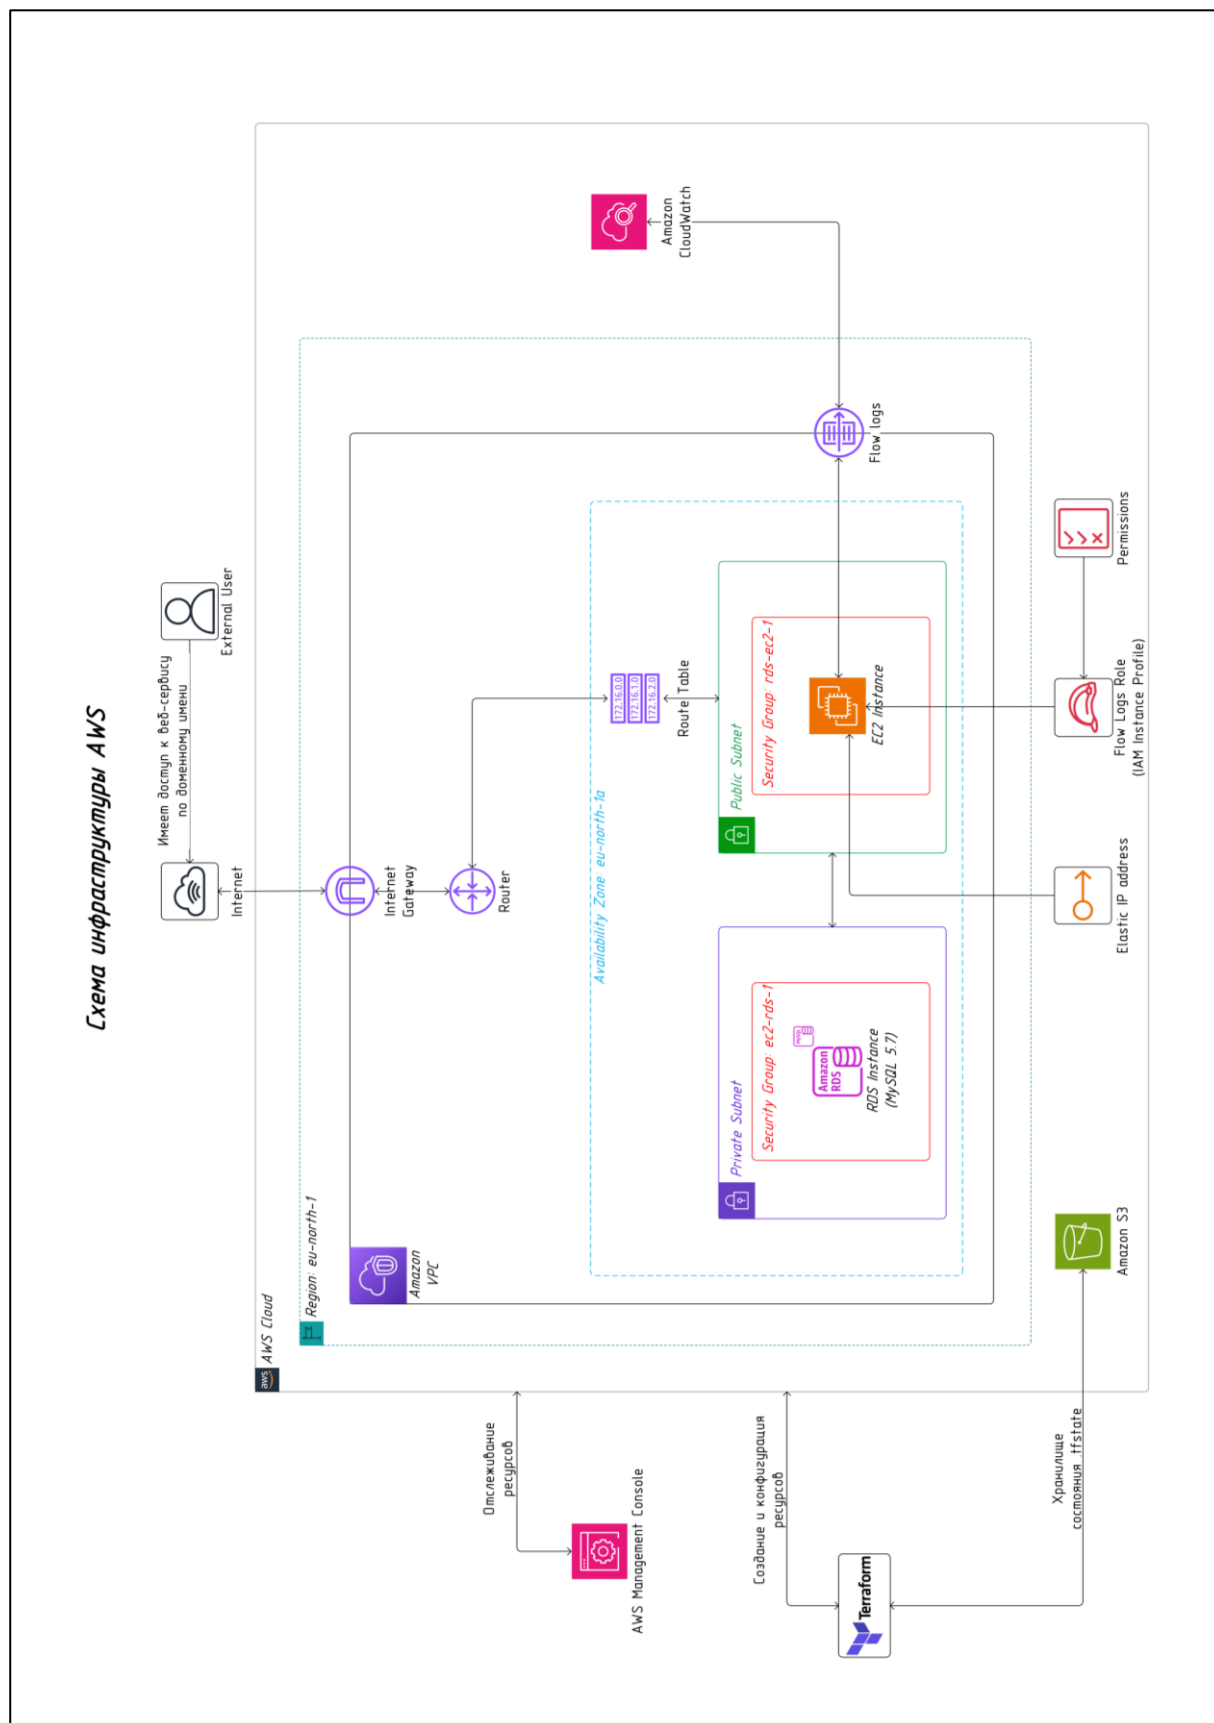 Схема инфраструктуры AWS
Имеет доступ к веб-сервису
по доменному имени
Internet
External User
aws
AWS Cloud
Region: eu-north-1
Amazon
VPC
Internet
Gateway
Router
Amazon
CloudWatch
Availability Zone eu-north-1a
172.16.0.0
172.16.1.0
172.16.2.0
Route Table
Private Subnet
Security Group: ec2-rds-1
Amazon
RDS
MySQL
RDS Instance
(MySQL 5.7)
Public Subnet
Security Group: rds-ec2-1
EC2 Instance
Flow logs
Отслеживание
ресурсов
AWS Management Console
Создание и конфигурация
ресурсов
Terraform
Хранилище
состояния .tfstate
Amazon S3
Elastic IP address
Flow Logs Role
(IAM Instance Profile)
Permissions